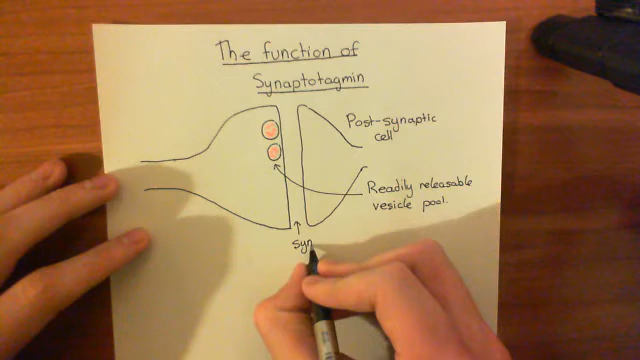 The function of
Synaptotagmin
Post-synaptic
cell
Readily releasable
vesicle pool.
syn